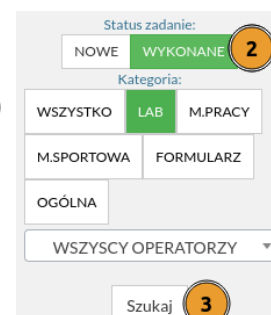 Status zadanie:
NOWE WYKONANE 2
Kategoria:
WSZYSTKO LAB M.PRACY
M.SPORTOWA FORMULARZ
OGÓLNA
WSZYSCY OPERATORZY
Szukaj 3